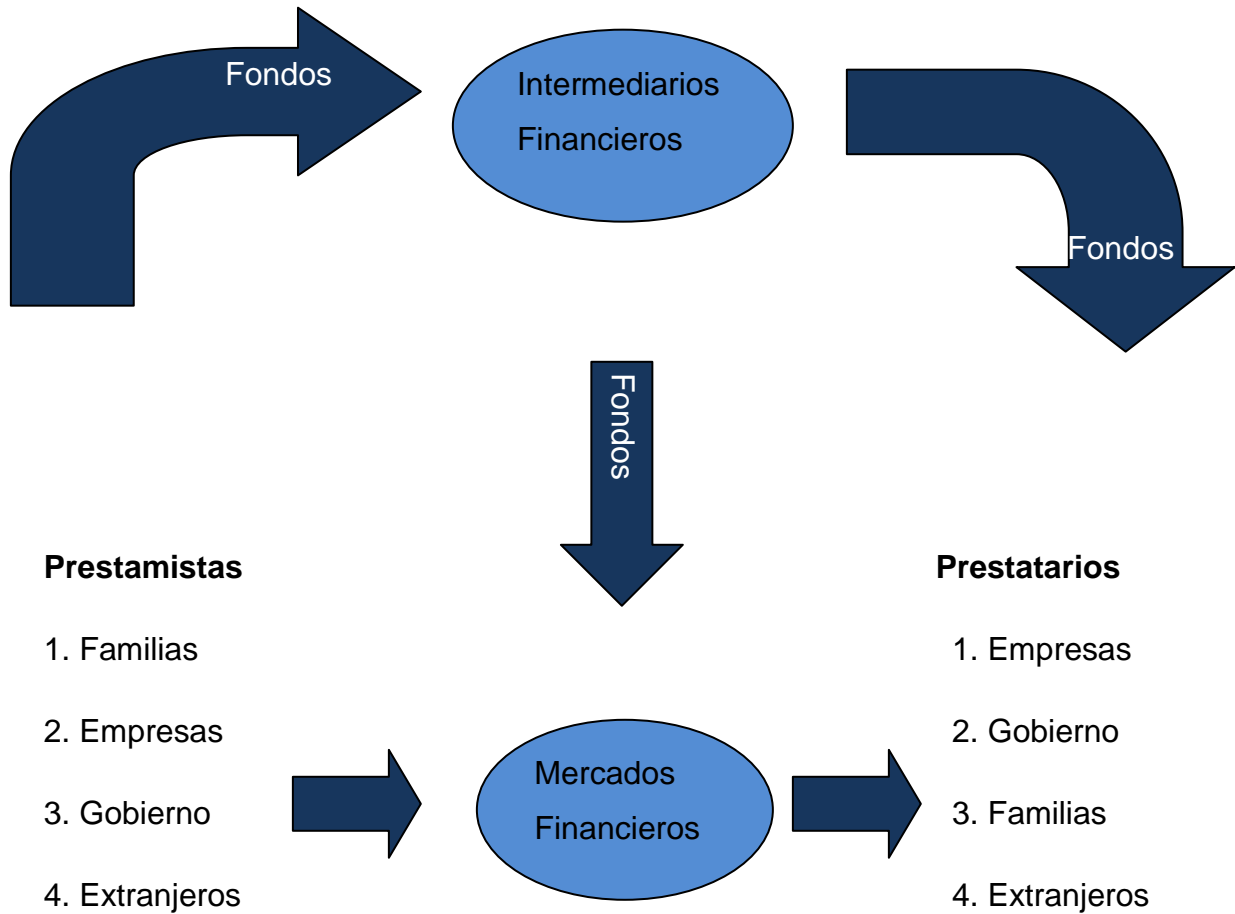 Fondos
Intermediarios
Financieros
Fondos
Fondos
Prestamistas
1. Familias
2. Empresas
3. Gobierno
4. Extranjeros
Mercados
Financieros
Prestatarios
1. Empresas
2. Gobierno
3. Familias
4. Extranjeros